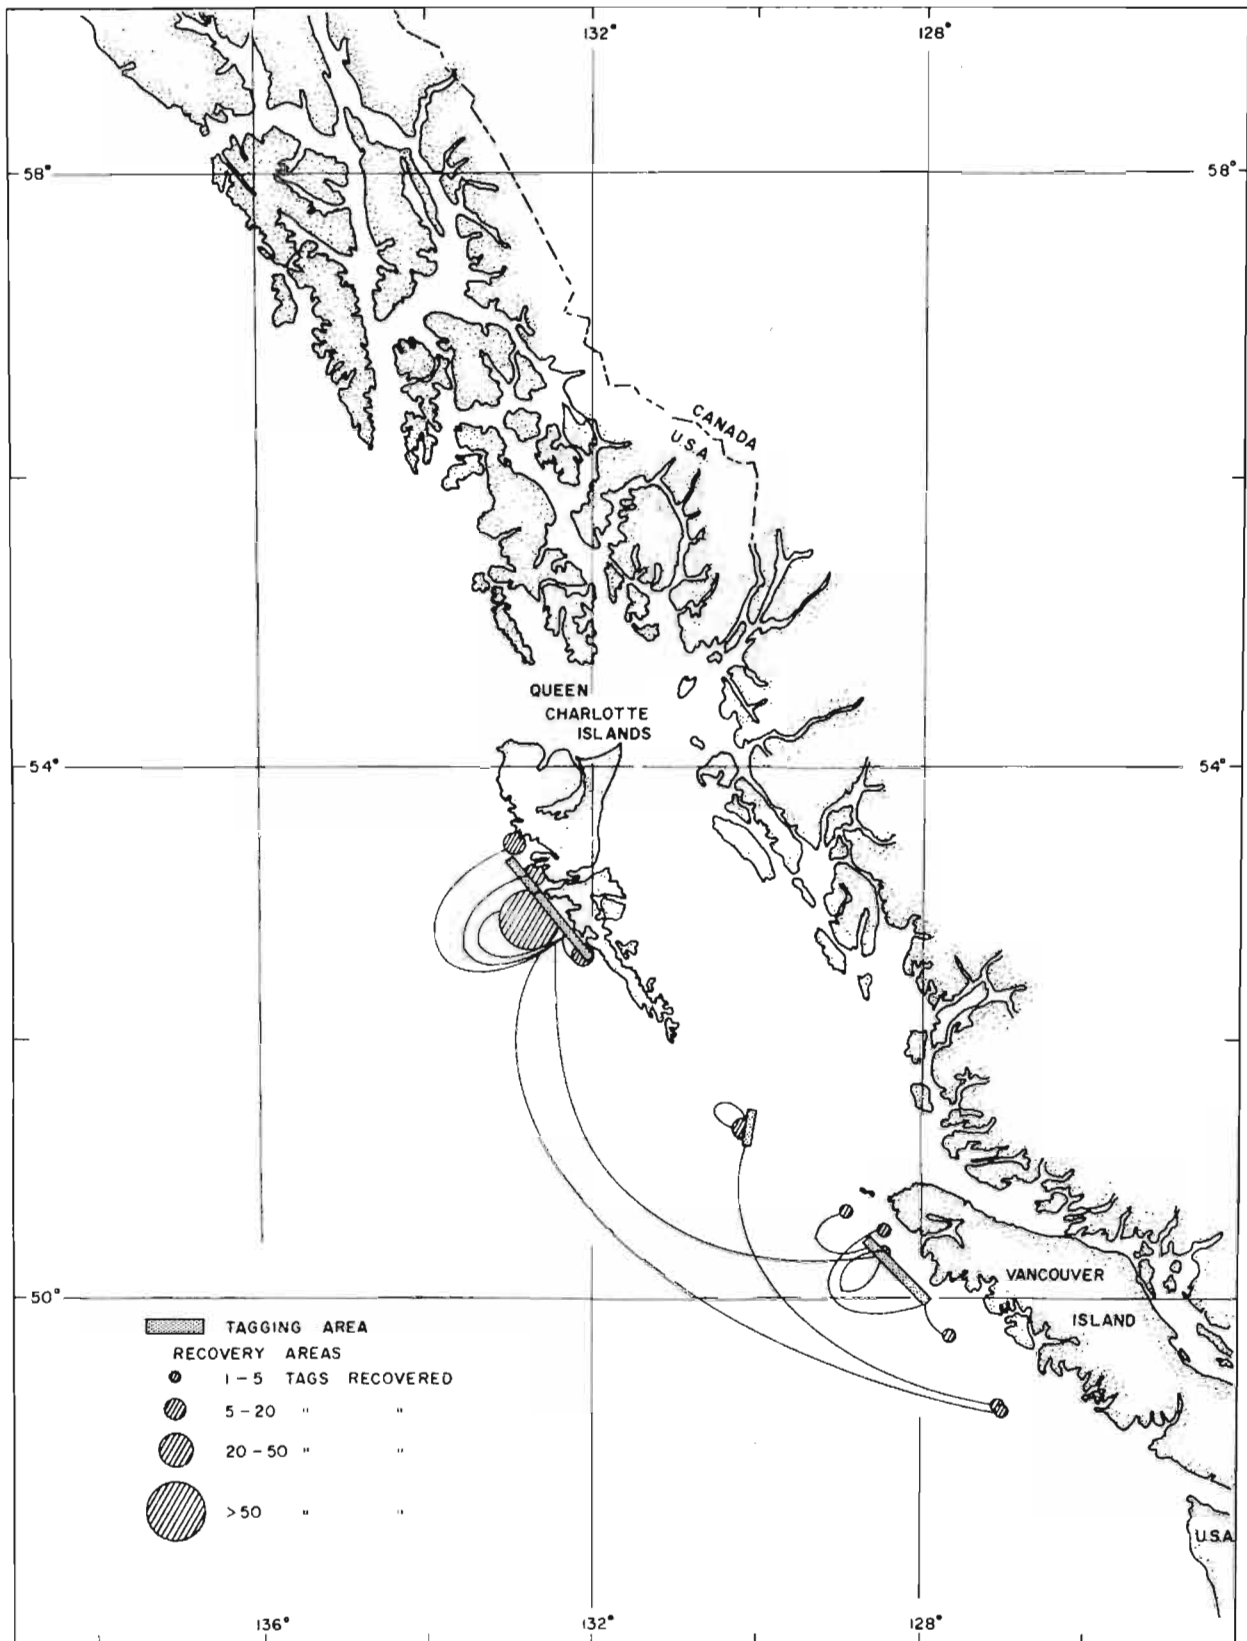 132° 128°
58° 58°
CANADA
U.S.A.
QUEEN
CHARLOTTE
ISLANDS
54° 54°
VANCOUVER
ISLAND
50° 50°
TAGGING AREA
RECOVERY AREAS
1 - 5 TAGS RECOVERED
5 - 20 " "
20 - 50 " "
>50 " "
U.S.A.
136° 132° 128°